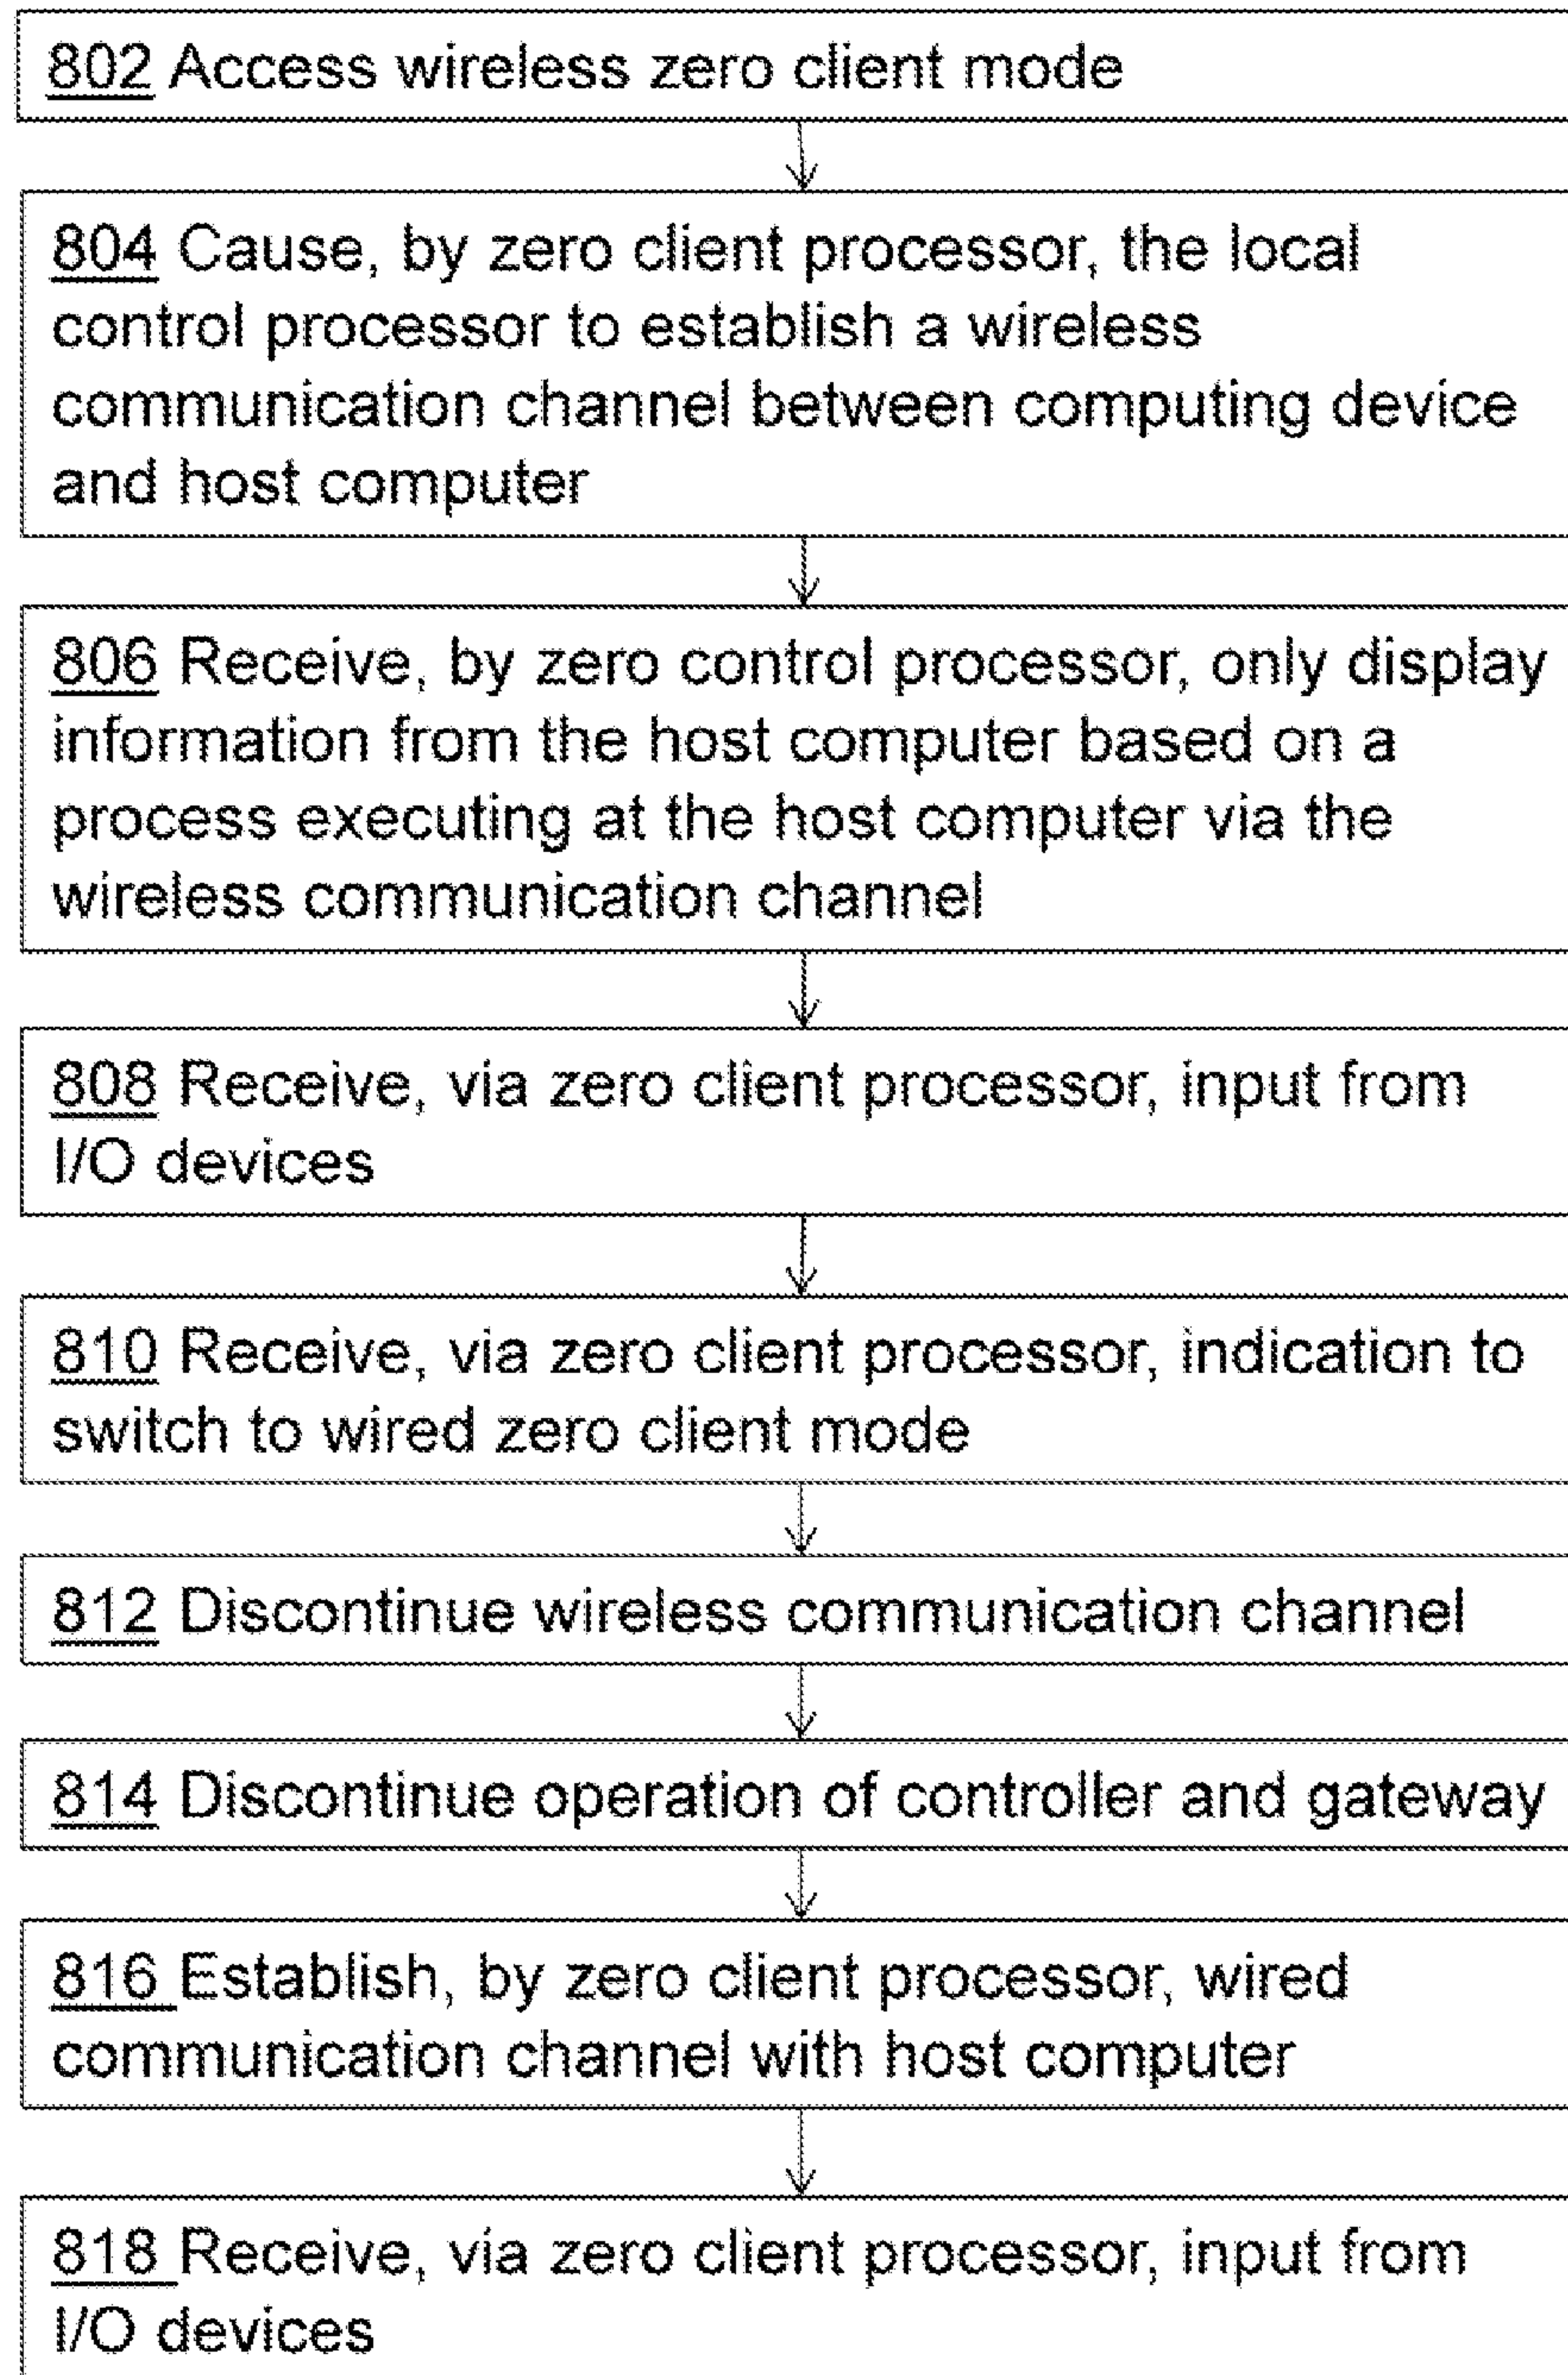 802 Access wireless zero client mode
804 Cause, by zero client processor, the local
control processor to establish a wireless
communication channel between computing device
and host computer
806 Receive, by zero control processor, only display
information from the host computer based on a
process executing at the host computer via the
wireless communication channel
808 Receive, via zero client processor, input from
I/O devices
810 Receive, via zero client processor, indication to
switch to wired zero client mode
812 Discontinue wireless communication channel
814 Discontinue operation of controller and gateway
816 Establish, by zero client processor, wired
communication channel with host computer
818 Receive, via zero client processor, input from
I/O devices